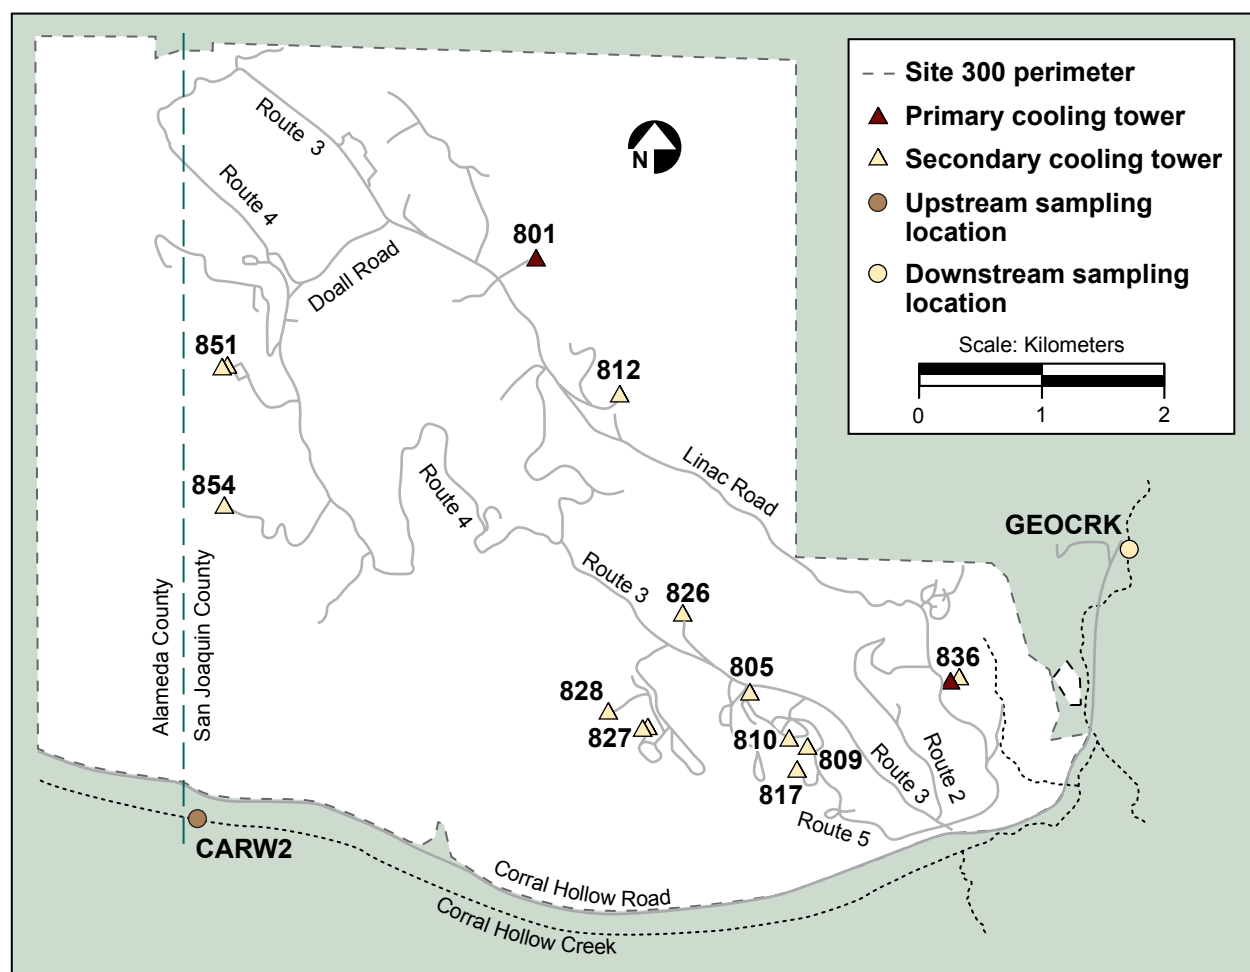 Site 300 perimeter
Primary cooling tower
Secondary cooling tower
Upstream sampling
location
Downstream sampling
location
Scale: Kilometers
0 1 2
N
Route 3
Route 4
Doall Road
801
851
812
854
Route 4
Linac Road
GEOCRK
Route 3
826
Alameda County
San Joaquin County
805
836
828
827
810
809
817
Route 3
Route 2
Route 5
CARW2
Corral Hollow Road
Corral Hollow Creek